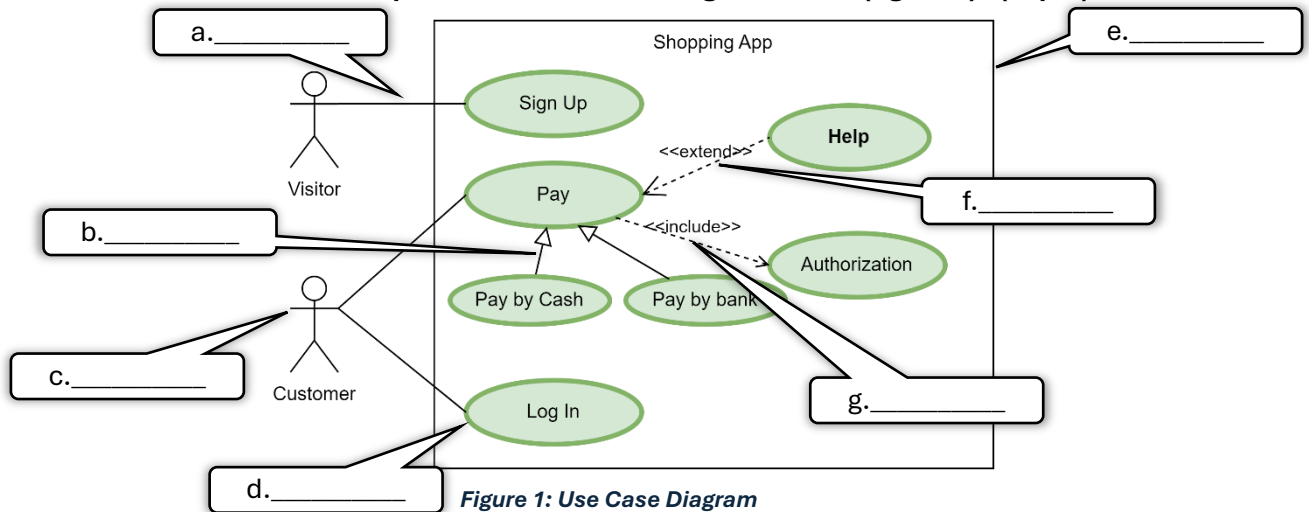 a.__________
e.__________
Shopping App
Sign Up
Help
<<extend>>
Visitor
Pay
f.__________
b.__________
<<include>>
Authorization
Pay by Cash
Pay by bank
c.__________
Customer
g.__________
Log In
d.__________
Figure 1: Use Case Diagram